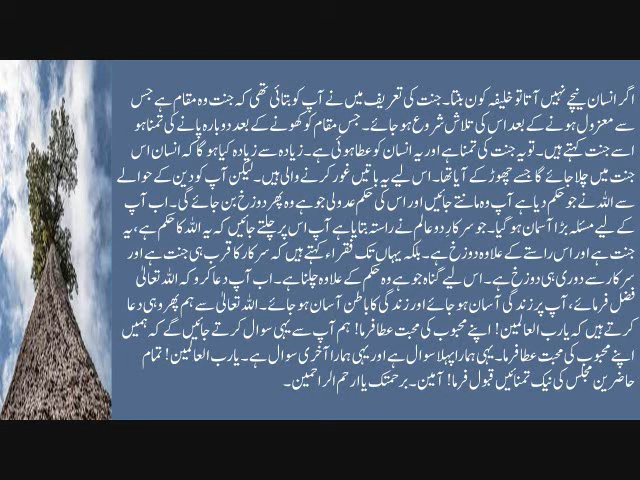 اگر انسان نیچے نہیں آتا تو خلیفہ کون بنتا۔ جنت کی تعریف میں نے آپ کو بتائی تھی کہ جنت وہ مقام ہے جس
سے معزول ہونے کے بعد اس کی تلاش شروع ہو جائے۔ جس مقام کو کھونے کے بعد دوبارہ پانے کی تمنا ہو
اسے جنت کہتے ہیں۔ تو یہ جنت کی تمنا ہے اور یہ انسان کو عطا ہوئی ہے۔ زیادہ سے زیادہ کیا ہو گا کہ انسان اس
جنت میں چلا جائے گا جسے چھوڑ کے آیا تھا۔ اس لیے یہ باتیں غور کرنے والی ہیں۔ لیکن آپ کو دین کے حوالے
سے اللہ نے جو حکم دیا ہے آپ وہ مانتے جائیں اور اس کی حکم عدولی جو ہے وہ پھر دوزخ بن جائے گی۔ اب آپ
کے لیے مسئلہ بڑا آسان ہو گیا۔ جو سرکارِ دو عالم نے راستہ بتایا ہے آپ اس پر چلتے جائیں کہ یہ اللہ کا حکم ہے، یہ
جنت ہے اور اس راستے کے علاوہ دوزخ ہے۔ بلکہ یہاں تک فقراء کہتے ہیں کہ سرکار کا قرب ہی جنت ہے اور
سرکار سے دوری ہی دوزخ ہے۔ اس لیے گناہ جو ہے وہ حکم کے علاوہ چلنا ہے۔ اب آپ دعا کرو کہ اللہ تعالیٰ
فضل فرمائے، آپ پر زندگی آسان ہو جائے اور زندگی کا باطن آسان ہو جائے۔ اللہ تعالیٰ سے ہم پھر وہی دعا
کرتے ہیں کہ یا رب العالمین! اپنے محبوب کی محبت عطا فرما! ہم آپ سے یہی سوال کرتے جائیں گے کہ ہمیں
اپنے محبوب کی محبت عطا فرما۔ یہی ہمارا پہلا سوال ہے اور یہی ہمارا آخری سوال ہے۔ یا رب العالمین! تمام
حاضرینِ مجلس کی نیک تمنائیں قبول فرما! آمین۔ برحمتک یا ارحم الراحمین۔